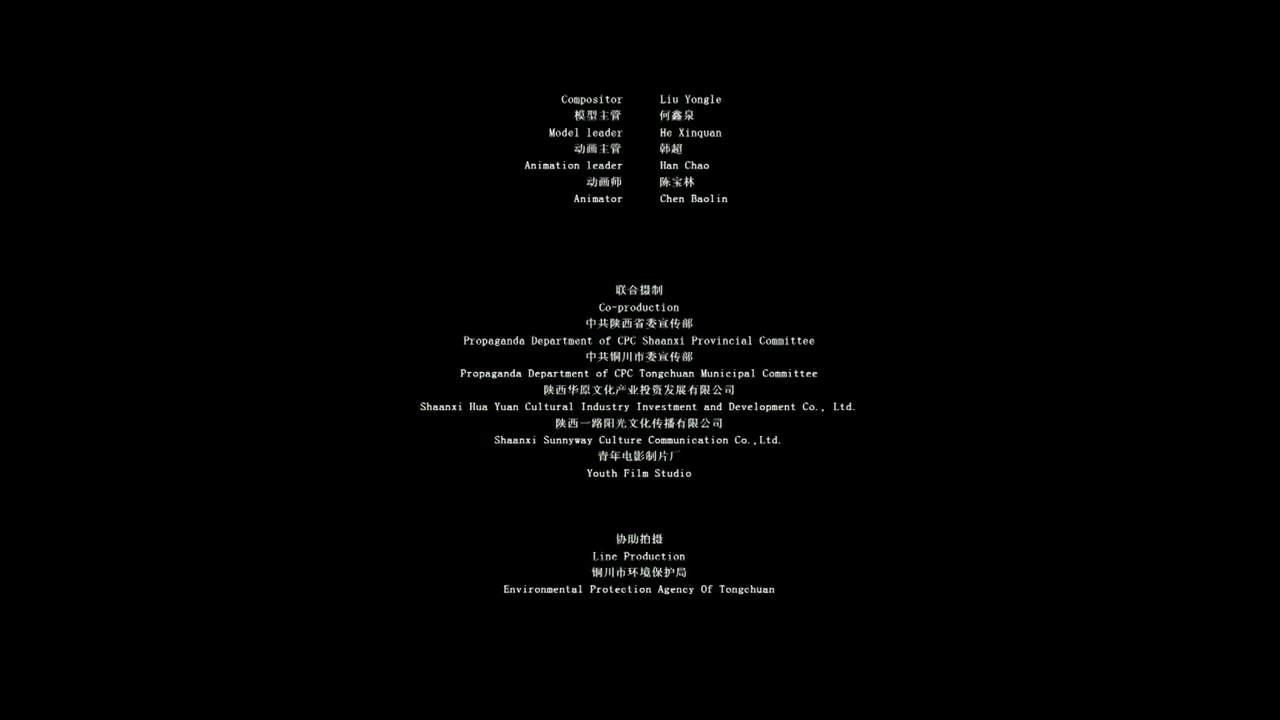 Compositor Liu Yongle
模型主管 何鑫泉
Model leader He Xinquan
动画主管 韩超
Animation leader Han Chao
动画师 陈宝林
Animator Chen Baolin
联合摄制
Co-production
中共陕西省委宣传部
Propaganda Department of CPC Shaanxi Provincial Committee
中共铜川市委宣传部
Propaganda Department of CPC Tongchuan Municipal Committee
陕西华原文化产业投资发展有限公司
Shaanxi Hua Yuan Cultural Industry Investment and Development Co., Ltd.
陕西一路阳光文化传播有限公司
Shaanxi Sunnyway Culture Communication Co.,Ltd.
青年电影制片厂
Youth Film Studio
协助拍摄
Line Production
铜川市环境保护局
Environmental Protection Agency Of Tongchuan